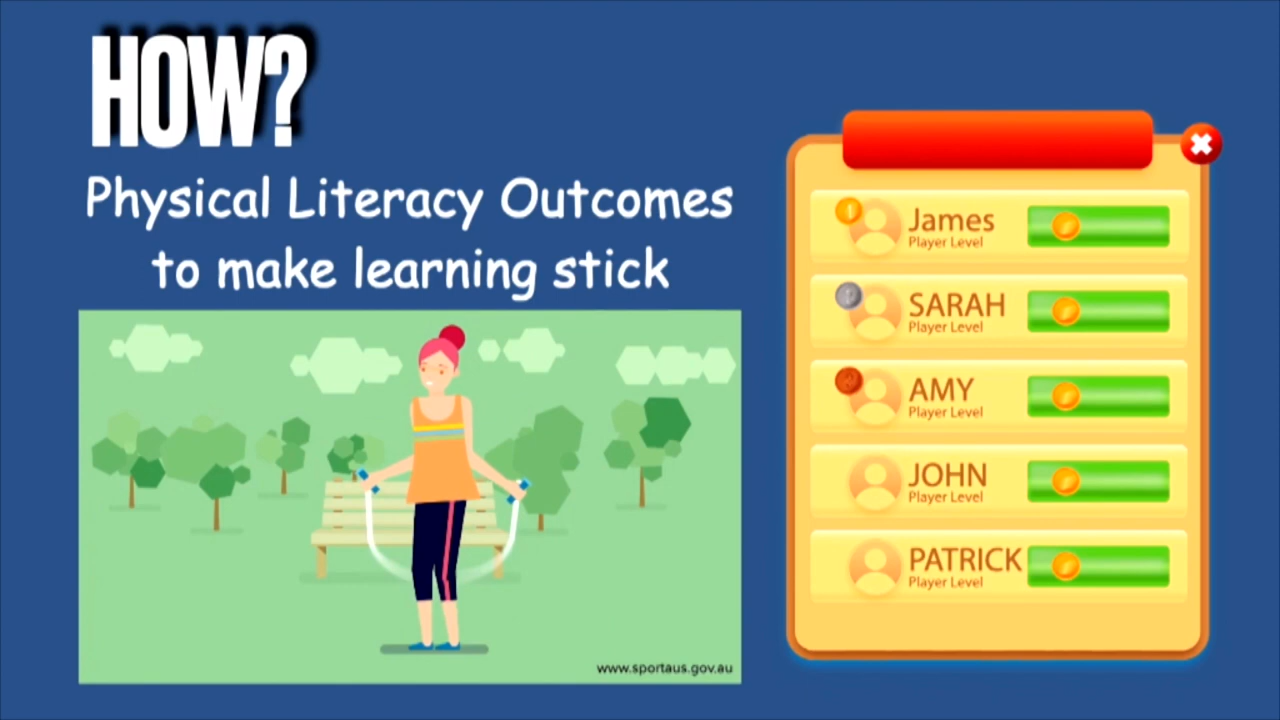 HOW?
Physical Literacy Outcomes
to make learning stick
www.sportaus.gov.au
James
Player Level
SARAH
Player Level
AMY
Player Level
JOHN
Player Level
PATRICK
Player Level